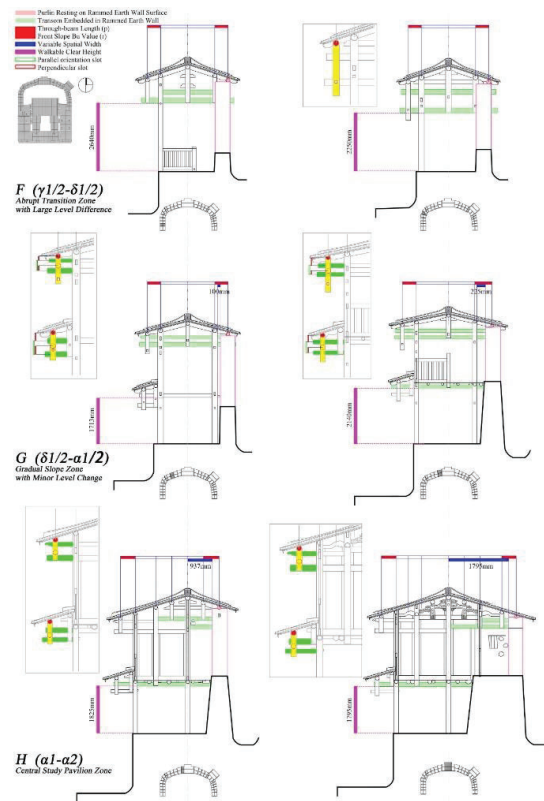 Purlin Resting on Rammed Earth Wall Surface
Transom Embedded in Rammed Earth Wall
Through-beam Length (p)
Front Slope Bu Value (r)
Variable Spatial Width
Walkable Clear Height
Parallel orientation slot
Perpendicular slot
2640mm
2250mm
F (γ1/2-δ1/2)
Abrupt Transition Zone
with Large Level Difference
100mm
225mm
1713mm
2140mm
G (δ1/2-α1/2)
Gradual Slope Zone
with Minor Level Change
937mm
1795mm
1825mm
1795mm
H (α1-α2)
Central Study Pavilion Zone